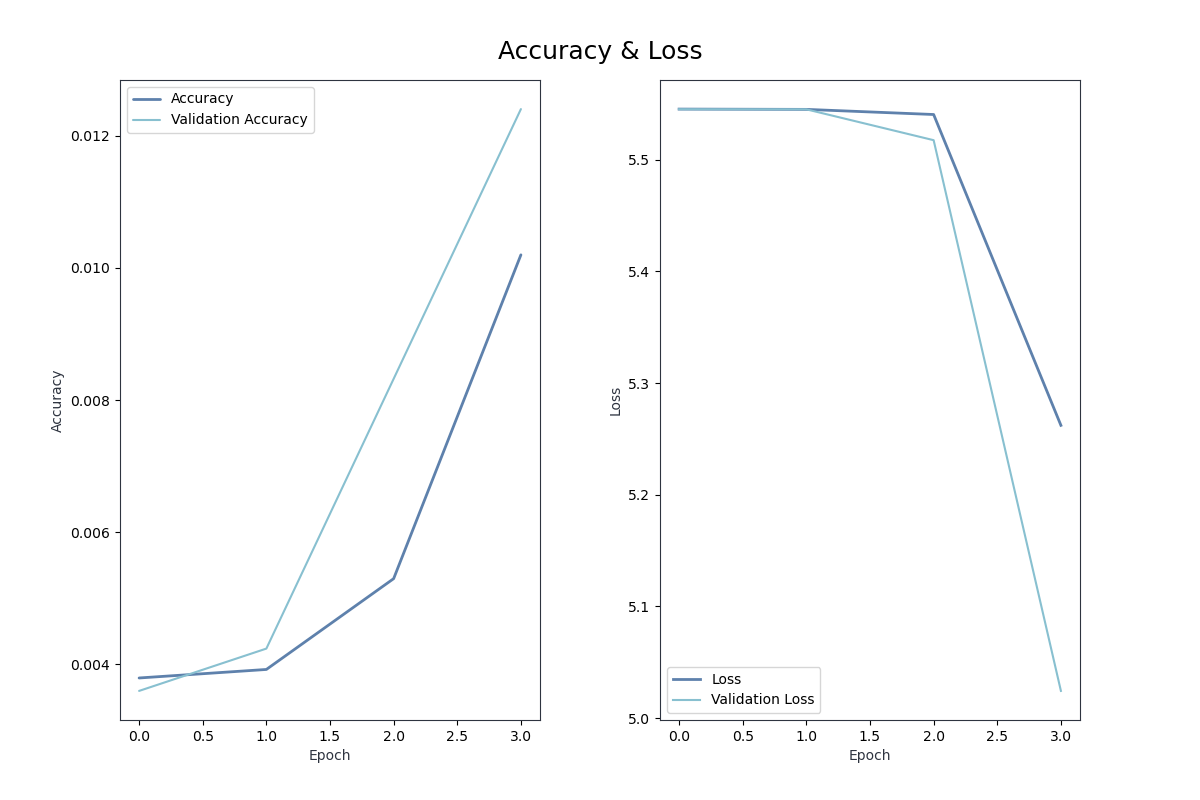 Accuracy & Loss
Accuracy
Validation Accuracy
0.012
0.010
0.008
0.006
0.004
Accuracy
0.0 0.5 1.0 1.5 2.0 2.5 3.0
Epoch
5.5
5.4
5.3
5.2
5.1
5.0
Loss
Loss
Validation Loss
0.0 0.5 1.0 1.5 2.0 2.5 3.0
Epoch